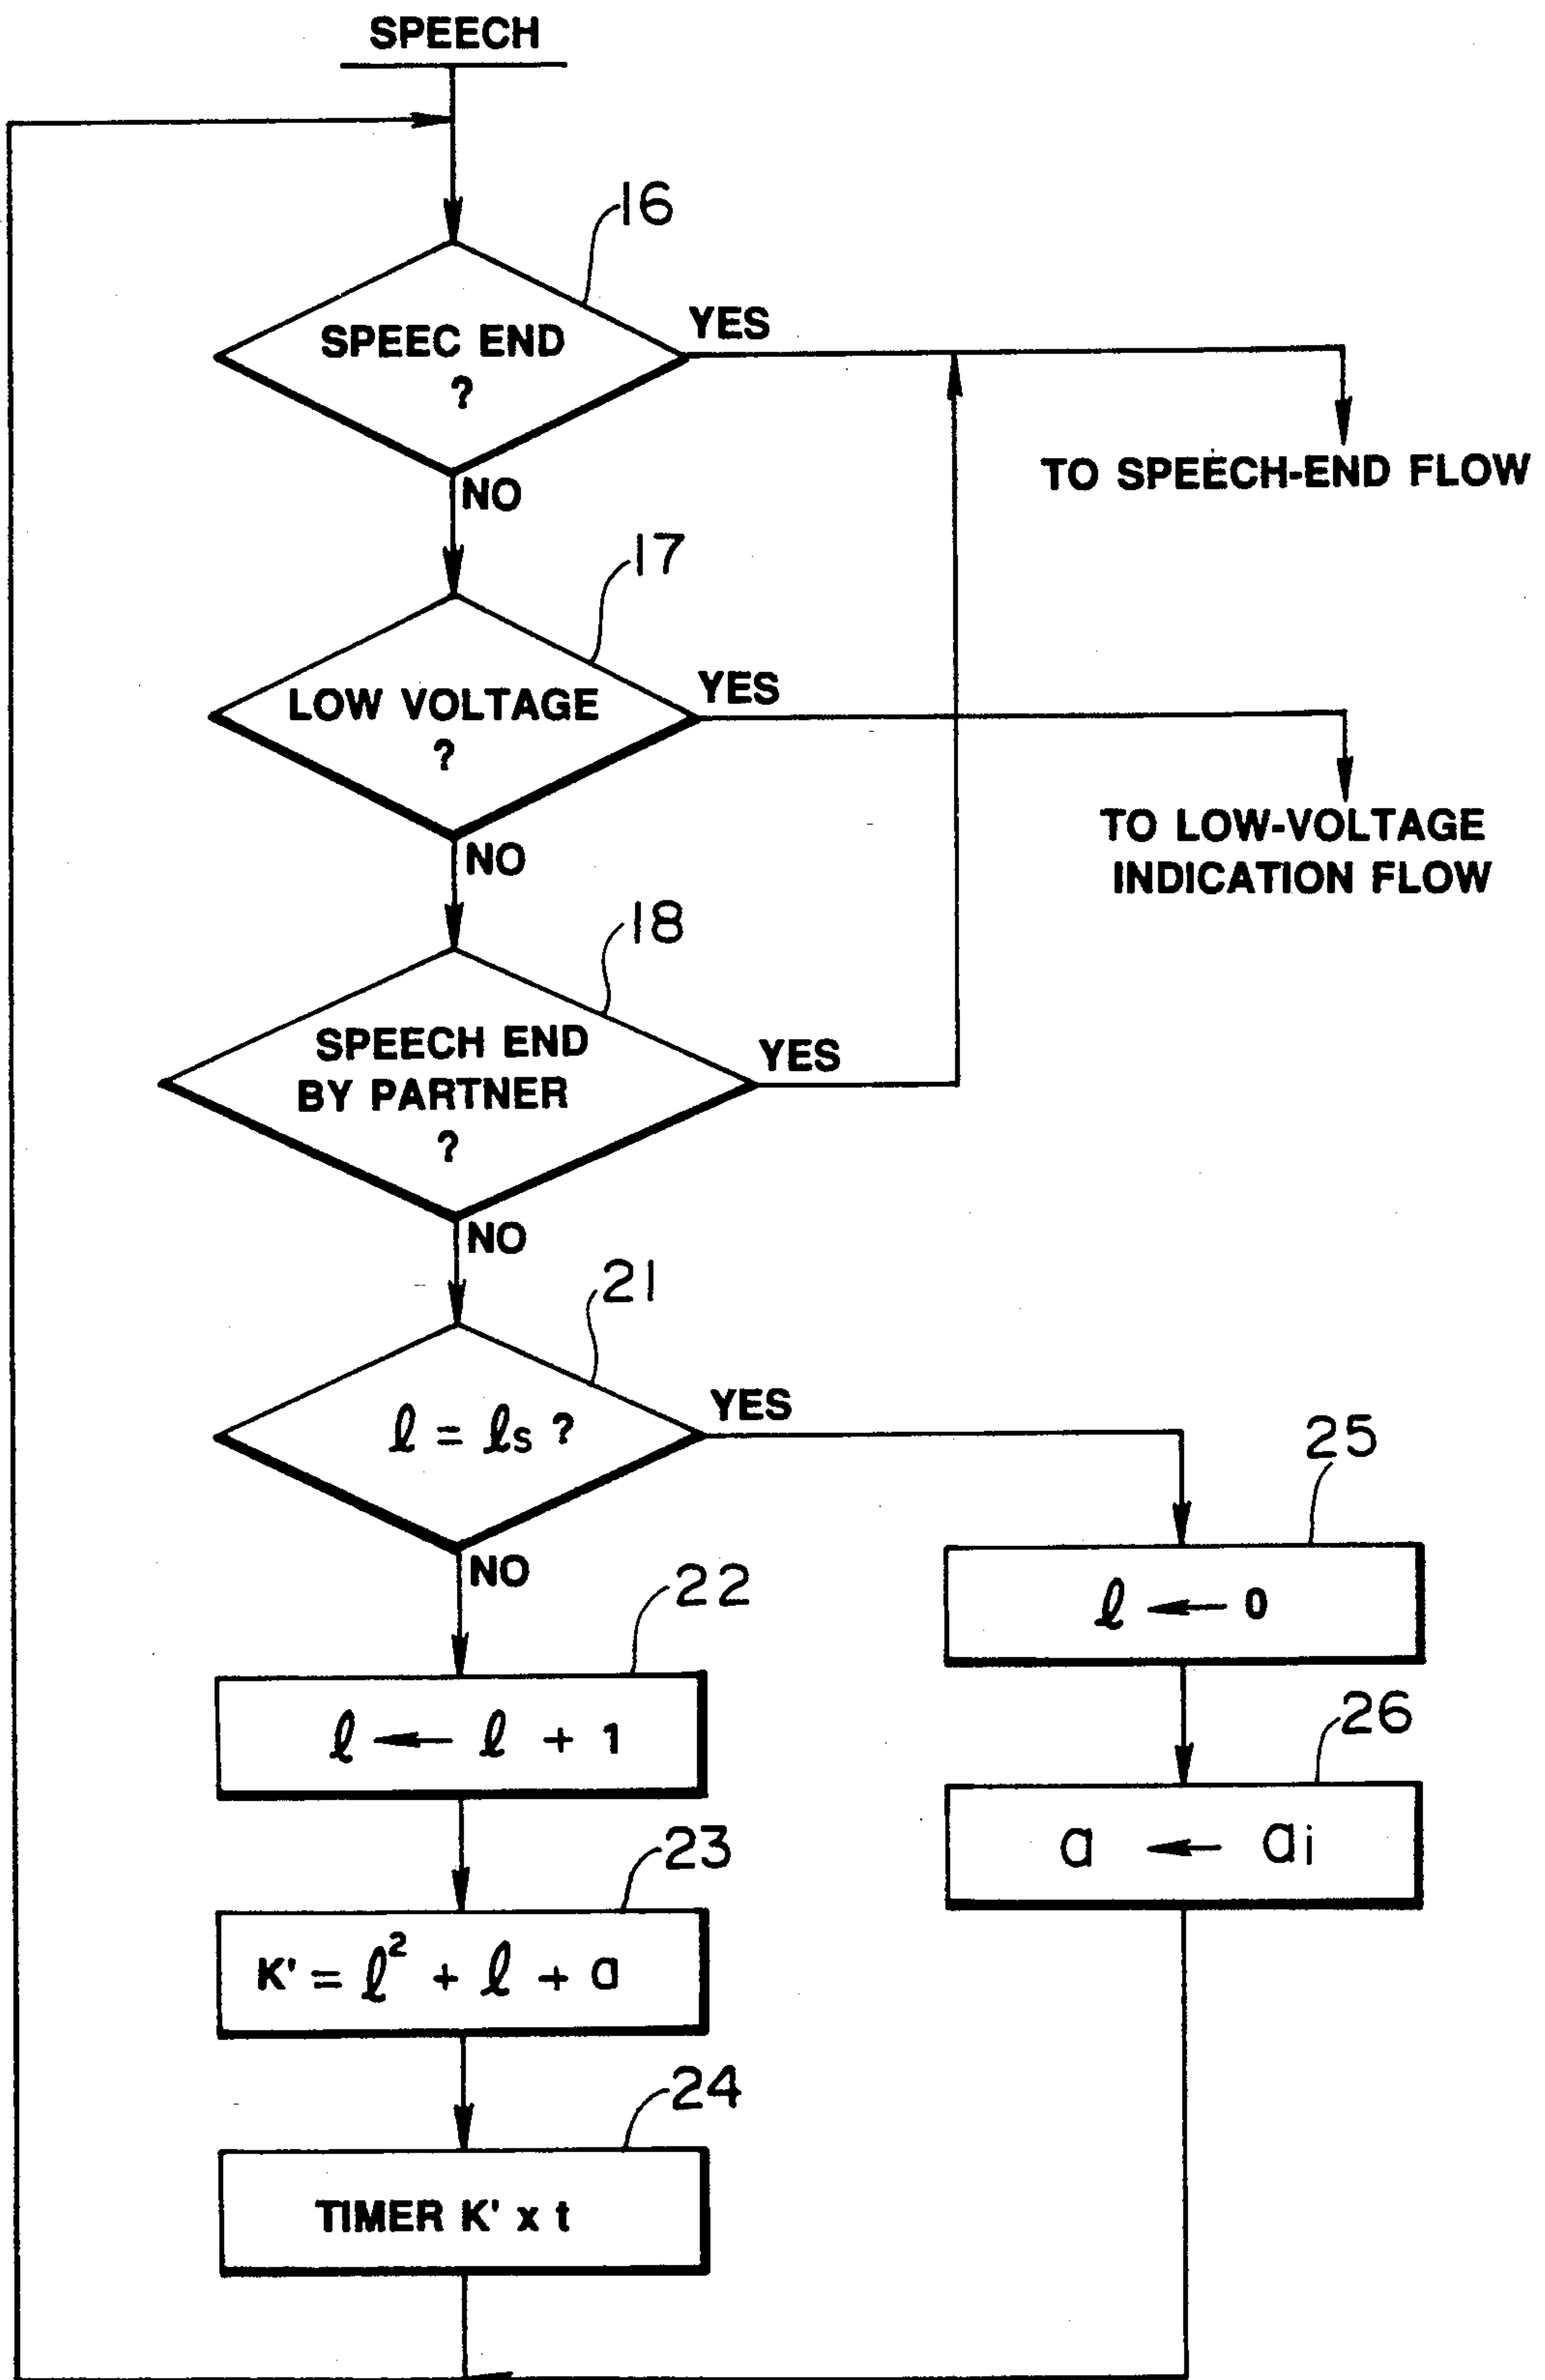 SPEECH
16
SPEEC END
?
YES
NO
TO SPEECH-END FLOW
17
LOW VOLTAGE
?
YES
NO
TO LOW-VOLTAGE
INDICATION FLOW
18
SPEECH END
BY PARTNER
?
YES
NO
21
ℓ = ℓs ?
YES
NO
25
ℓ ← 0
22
ℓ ← ℓ + 1
26
a ← ai
23
K' = ℓ² + ℓ + a
24
TIMER K' x t